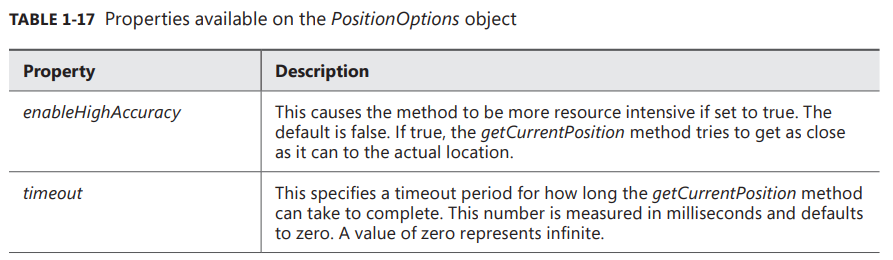 TABLE 1-17 Properties available on the PositionOptions object
Property Description
enableHighAccuracy This causes the method to be more resource intensive if set to true. The
default is false. If true, the getCurrentPosition method tries to get as close
as it can to the actual location.
timeout This specifies a timeout period for how long the getCurrentPosition method
can take to complete. This number is measured in milliseconds and defaults
to zero. A value of zero represents infinite.